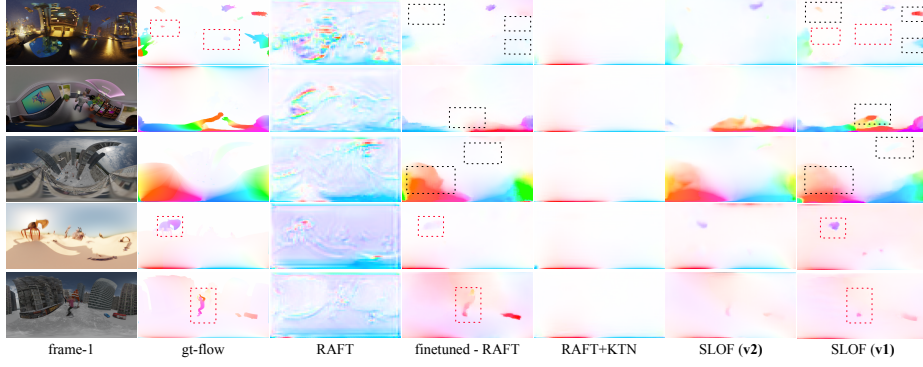 frame-1 gt-flow RAFT finetuned - RAFT RAFT+KTN SLOF (v2) SLOF (v1)